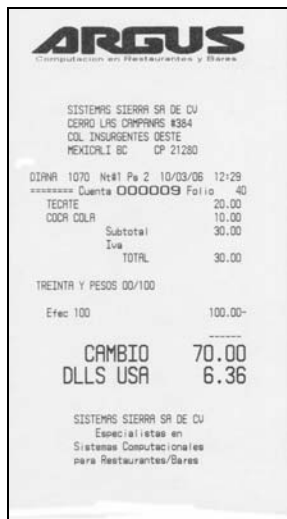 ARGUS
Computacion en Restaurantes y Bares
SISTEMAS SIERRA SA DE CV
CERRO LAS CAMPANAS #384
COL INSURGENTES OESTE
MEXICALI BC CP 21280
DIANA 1070 Nt#1 Ps 2 10/03/06 12:29
======== Cuenta 000009 Folio 40
TECATE 20.00
COCA COLA 10.00
Subtotal 30.00
Iva
TOTAL 30.00
TREINTA Y PESOS 00/100
Efec 100 100.00-
------
CAMBIO 70.00
DLLS USA 6.36
SISTEMAS SIERRA SA DE CV
Especialistas en
Sistemas Computacionales
para Restaurantes/Bares